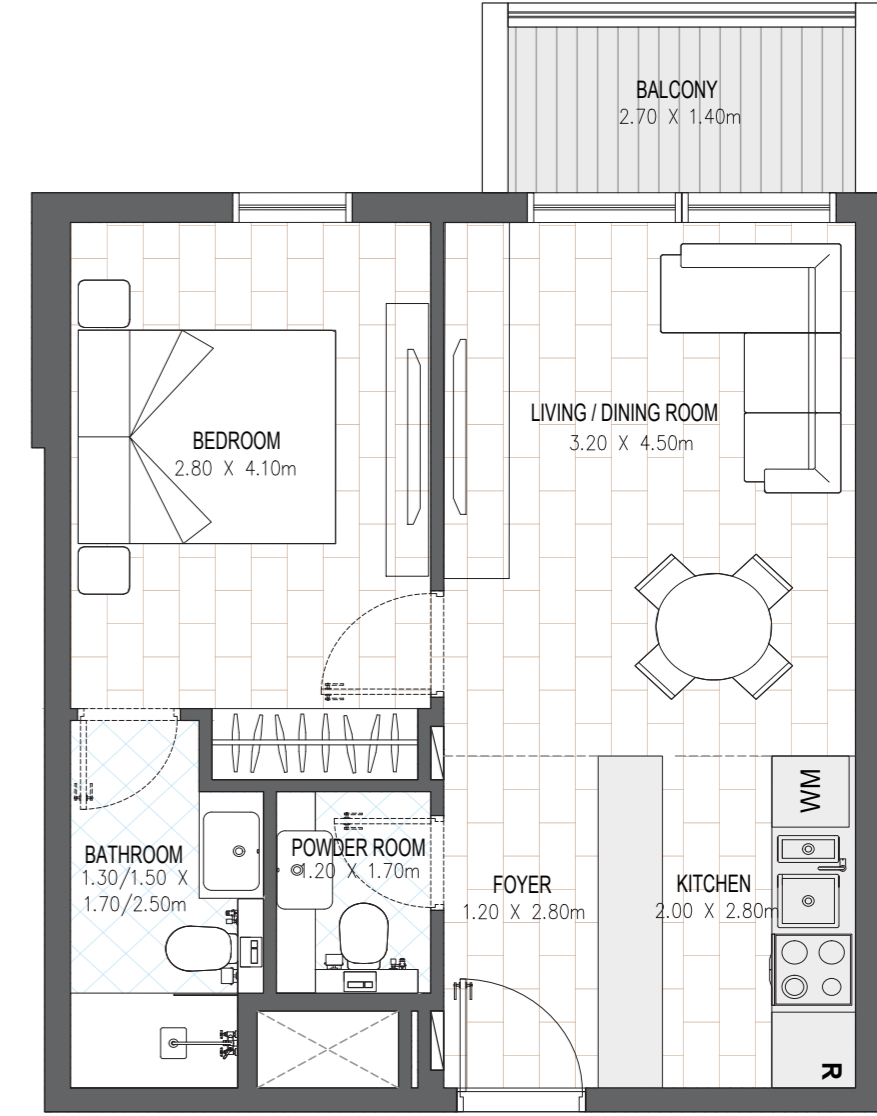 BALCONY
2.70 X 1.40m
LIVING / DINING ROOM
3.20 X 4.50m
BEDROOM
2.80 X 4.10m
WM
BATHROOM
1.30/1.50 X
1.70/2.50m
POWDER ROOM
1.20 X 1.70m
FOYER
1.20 X 2.80m
KITCHEN
2.00 X 2.80m
R